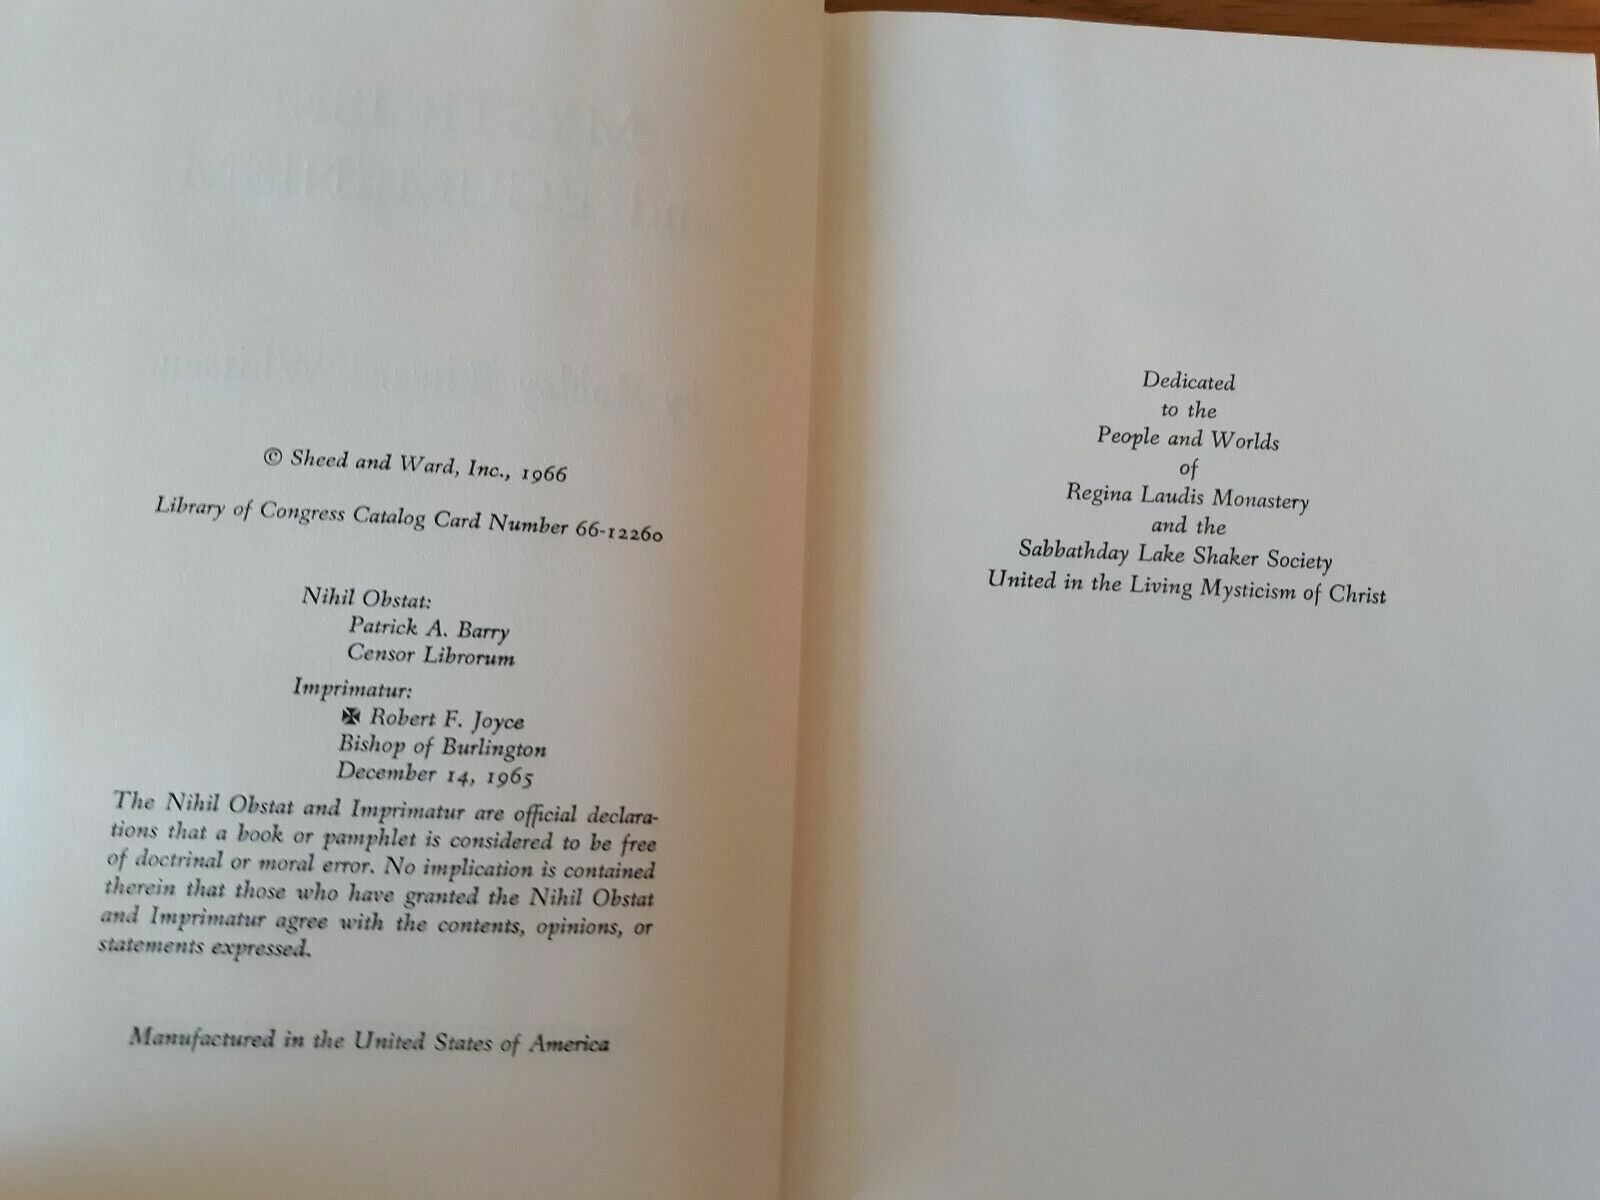 © Sheed and Ward, Inc., 1966
Library of Congress Catalog Card Number 66-12260
Nihil Obstat:
Patrick A. Barry
Censor Librorum
Imprimatur:
✠ Robert F. Joyce
Bishop of Burlington
December 14, 1965
The Nihil Obstat and Imprimatur are official declara-
tions that a book or pamphlet is considered to be free
of doctrinal or moral error. No implication is contained
therein that those who have granted the Nihil Obstat
and Imprimatur agree with the contents, opinions, or
statements expressed.
Manufactured in the United States of America
Dedicated
to the
People and Worlds
of
Regina Laudis Monastery
and the
Sabbathday Lake Shaker Society
United in the Living Mysticism of Christ